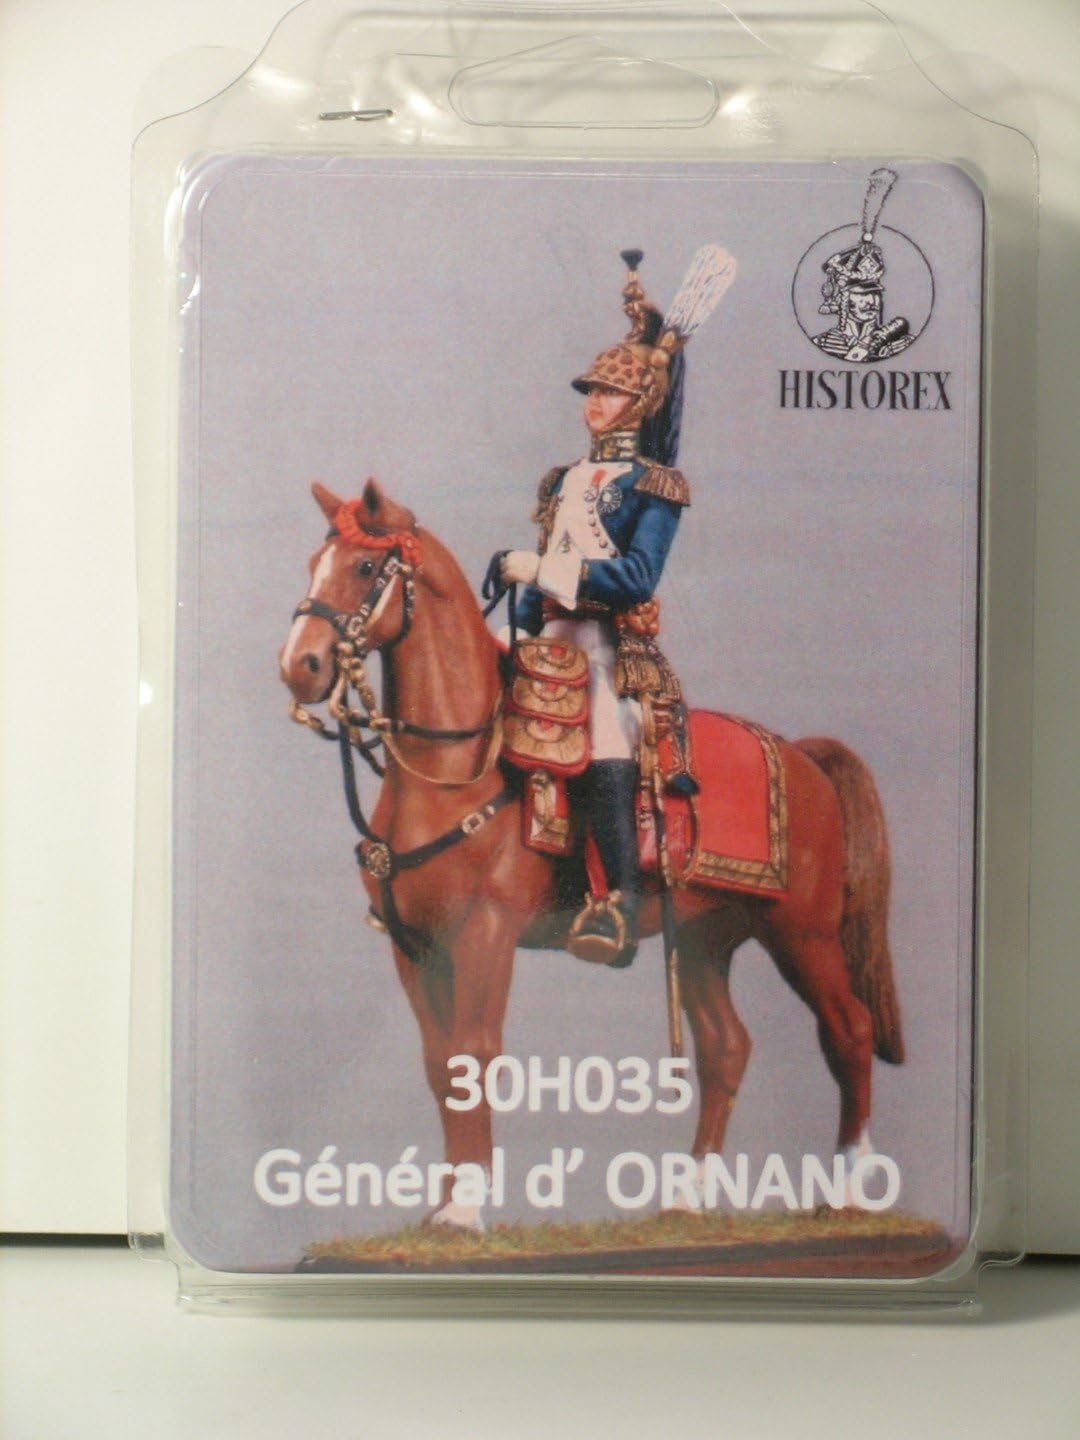 HISTOREX
30H035
Général d' ORNANO